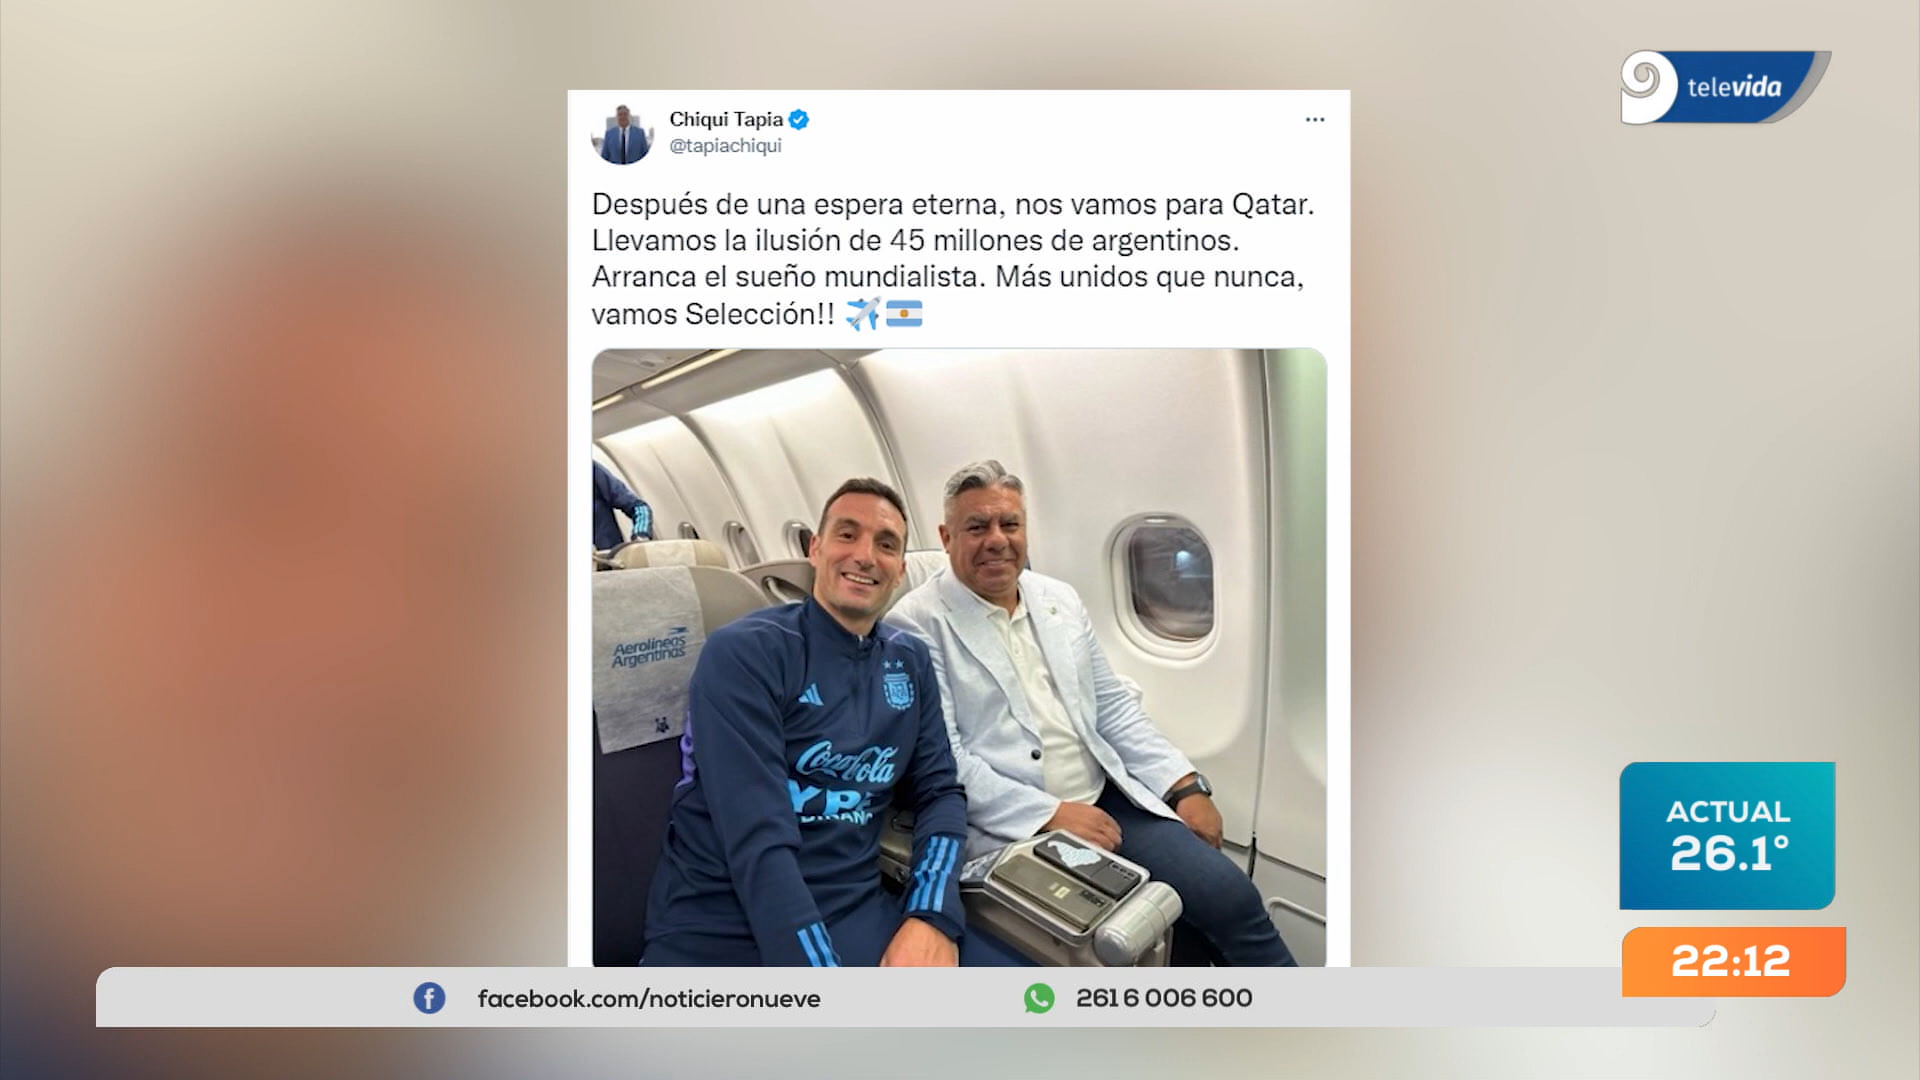 9 televida
Chiqui Tapia
@tapiachiqui
Después de una espera eterna, nos vamos para Qatar.
Llevamos la ilusión de 45 millones de argentinos.
Arranca el sueño mundialista. Más unidos que nunca,
vamos Selección!!
Aerolíneas
Argentinas
Coca-Cola
YPF
ACTUAL
26.1°
22:12
facebook.com/noticieronueve
261 6 006 600